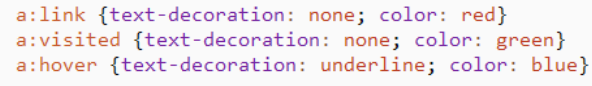 a:link {text-decoration: none; color: red}
a:visited {text-decoration: none; color: green}
a:hover {text-decoration: underline; color: blue}